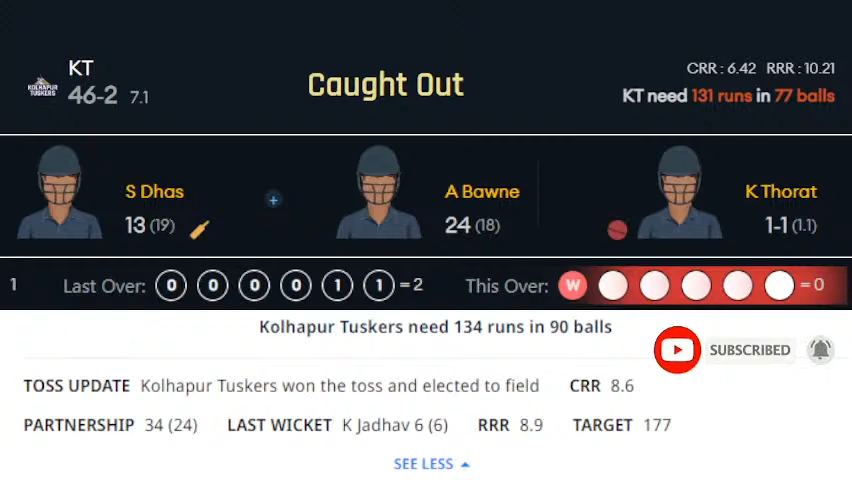 KT
46-2 7.1
KOLHAPUR
TUSKERS
Caught Out
CRR : 6.42 RRR : 10.21
KT need 131 runs in 77 balls
S Dhas
13 (19)
A Bawne
24 (18)
K Thorat
1-1 (1.1)
1 Last Over: 0 0 0 0 1 1 = 2 This Over: W = 0
Kolhapur Tuskers need 134 runs in 90 balls
SUBSCRIBED
TOSS UPDATE Kolhapur Tuskers won the toss and elected to field CRR 8.6
PARTNERSHIP 34 (24) LAST WICKET K Jadhav 6 (6) RRR 8.9 TARGET 177
SEE LESS